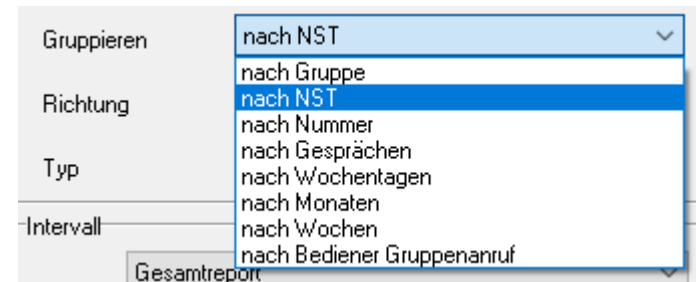 Gruppieren nach NST
nach Gruppe
Richtung nach NST
nach Nummer
nach Gesprächen
Typ nach Wochentagen
nach Monaten
Intervall nach Wochen
nach Bediener Gruppenanruf
Gesamtreport